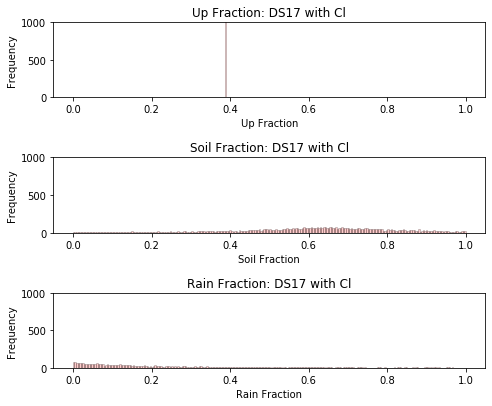 Up Fraction: DS17 with Cl
1000
500
0
Frequency
0.0 0.2 0.4 0.6 0.8 1.0
Up Fraction
Soil Fraction: DS17 with Cl
1000
500
0
Frequency
0.0 0.2 0.4 0.6 0.8 1.0
Soil Fraction
Rain Fraction: DS17 with Cl
1000
500
0
Frequency
0.0 0.2 0.4 0.6 0.8 1.0
Rain Fraction